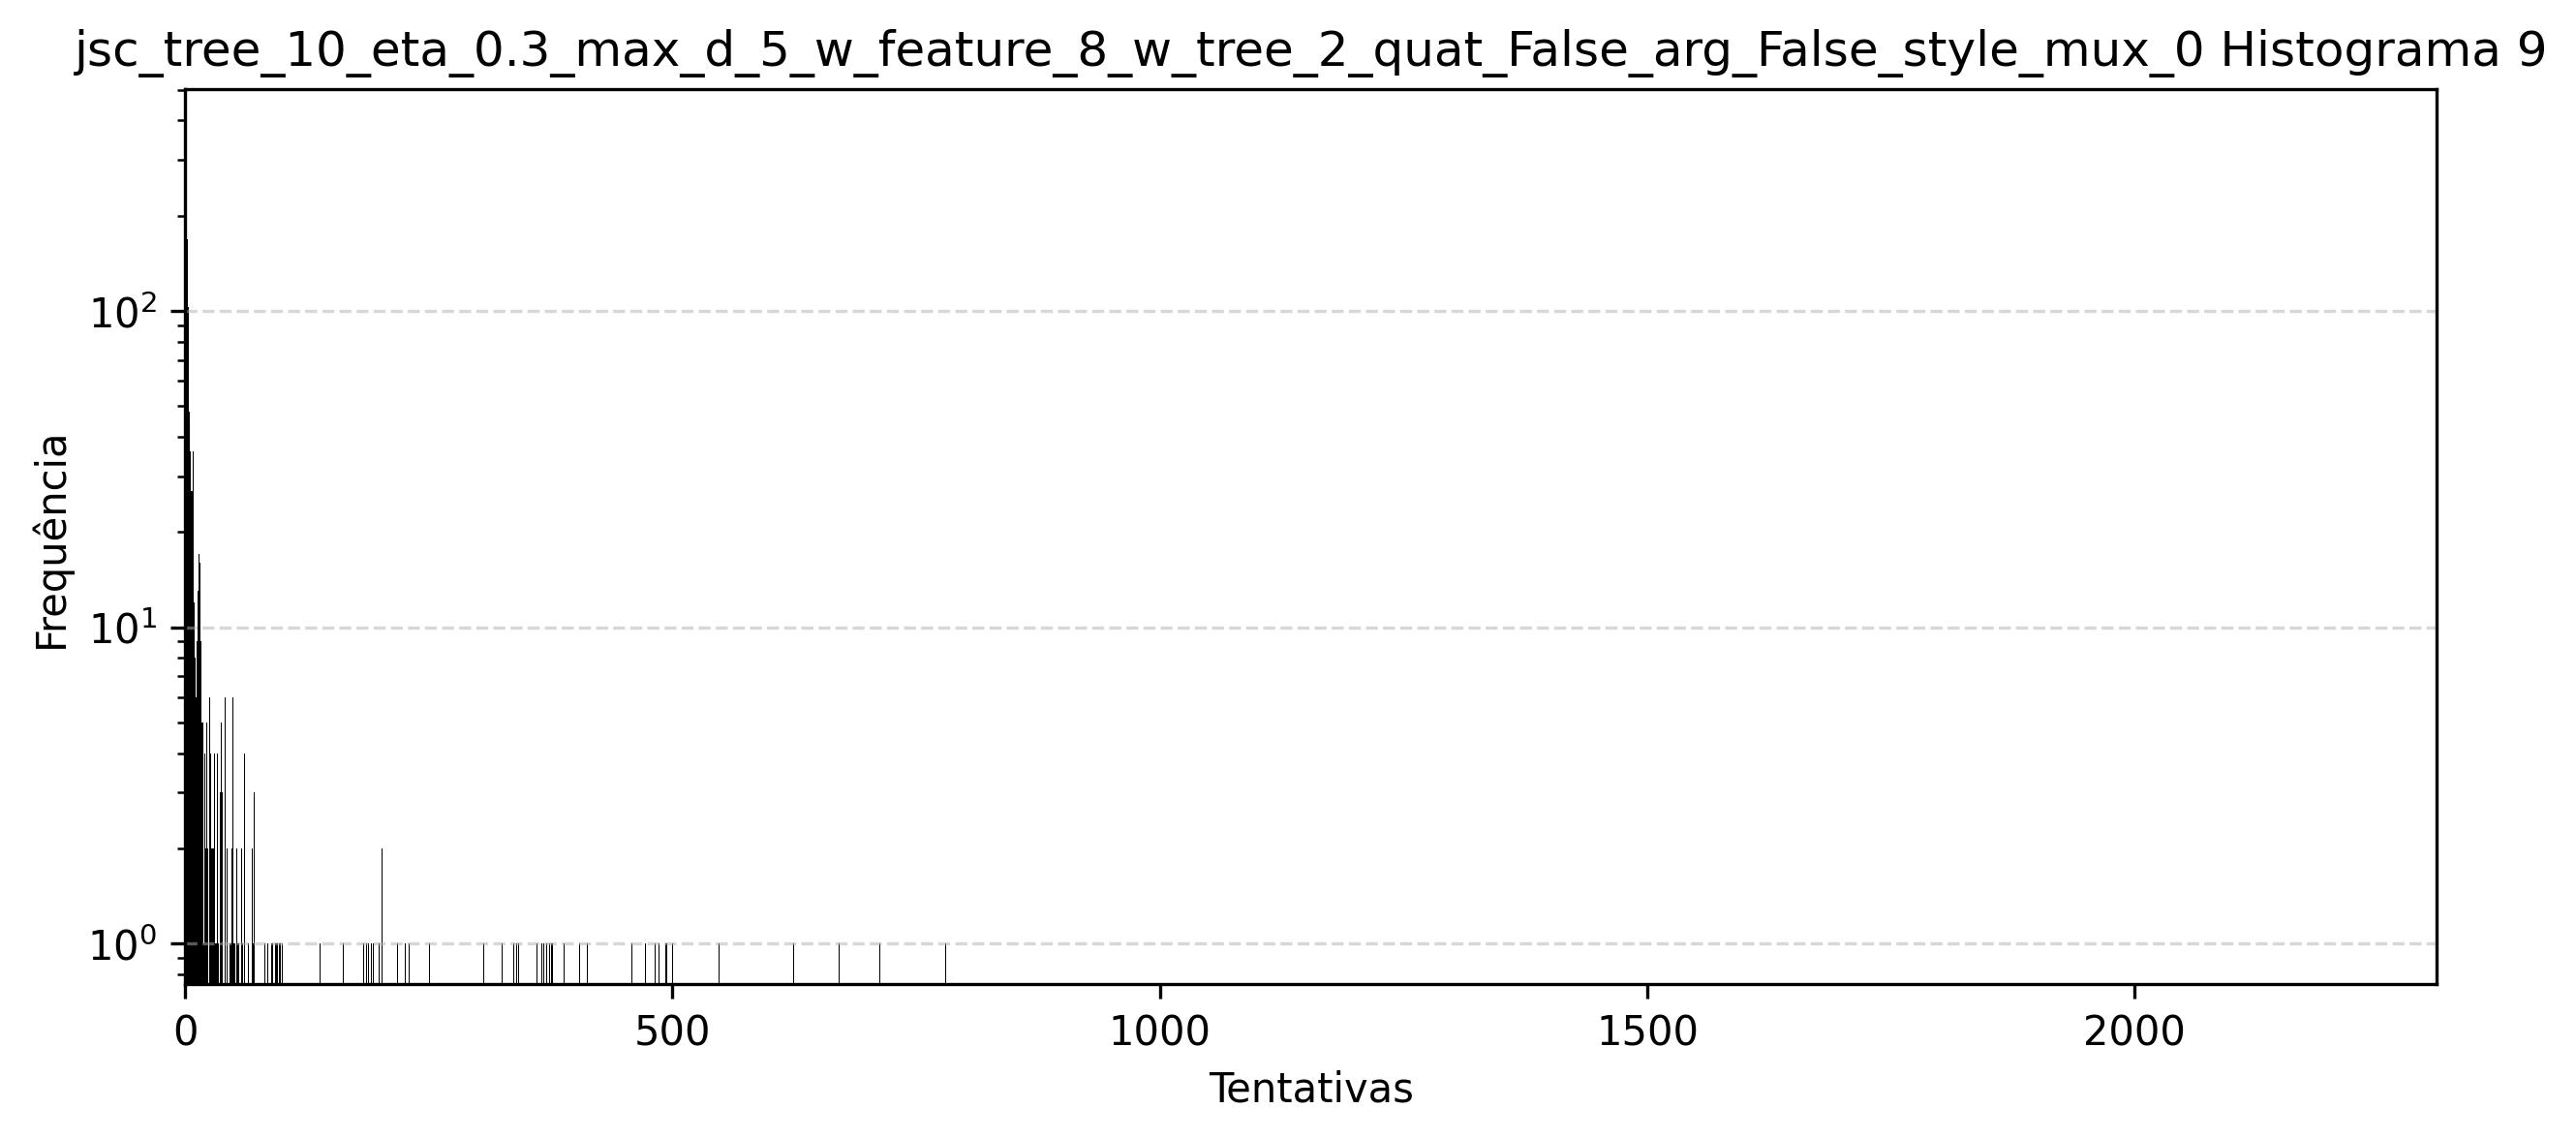 jsc_tree_10_eta_0.3_max_d_5_w_feature_8_w_tree_2_quat_False_arg_False_style_mux_0 Histograma 9
Frequência
10²
10¹
10⁰
0 500 1000 1500 2000
Tentativas